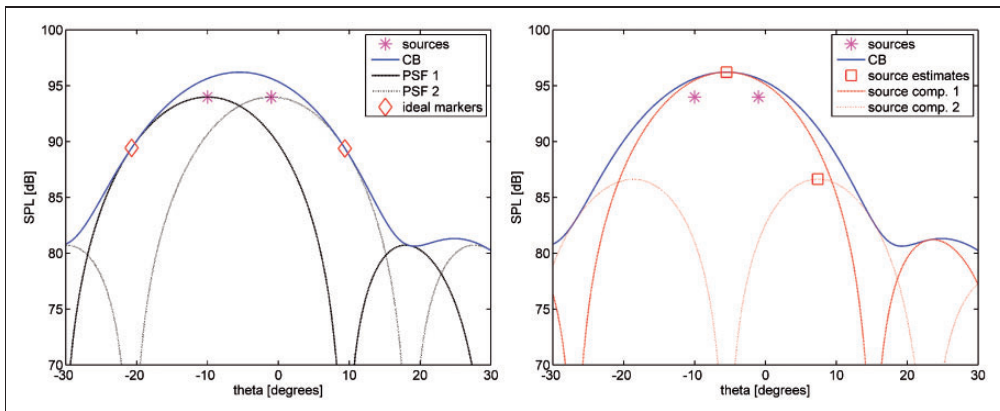 100
95
90
85
80
75
70
SPL [dB]
-30
-20
-10
0
10
20
30
theta [degrees]
sources
CB
PSF 1
PSF 2
ideal markers
100
95
90
85
80
75
70
SPL [dB]
-30
-20
-10
0
10
20
30
theta [degrees]
sources
CB
source estimates
source comp. 1
source comp. 2